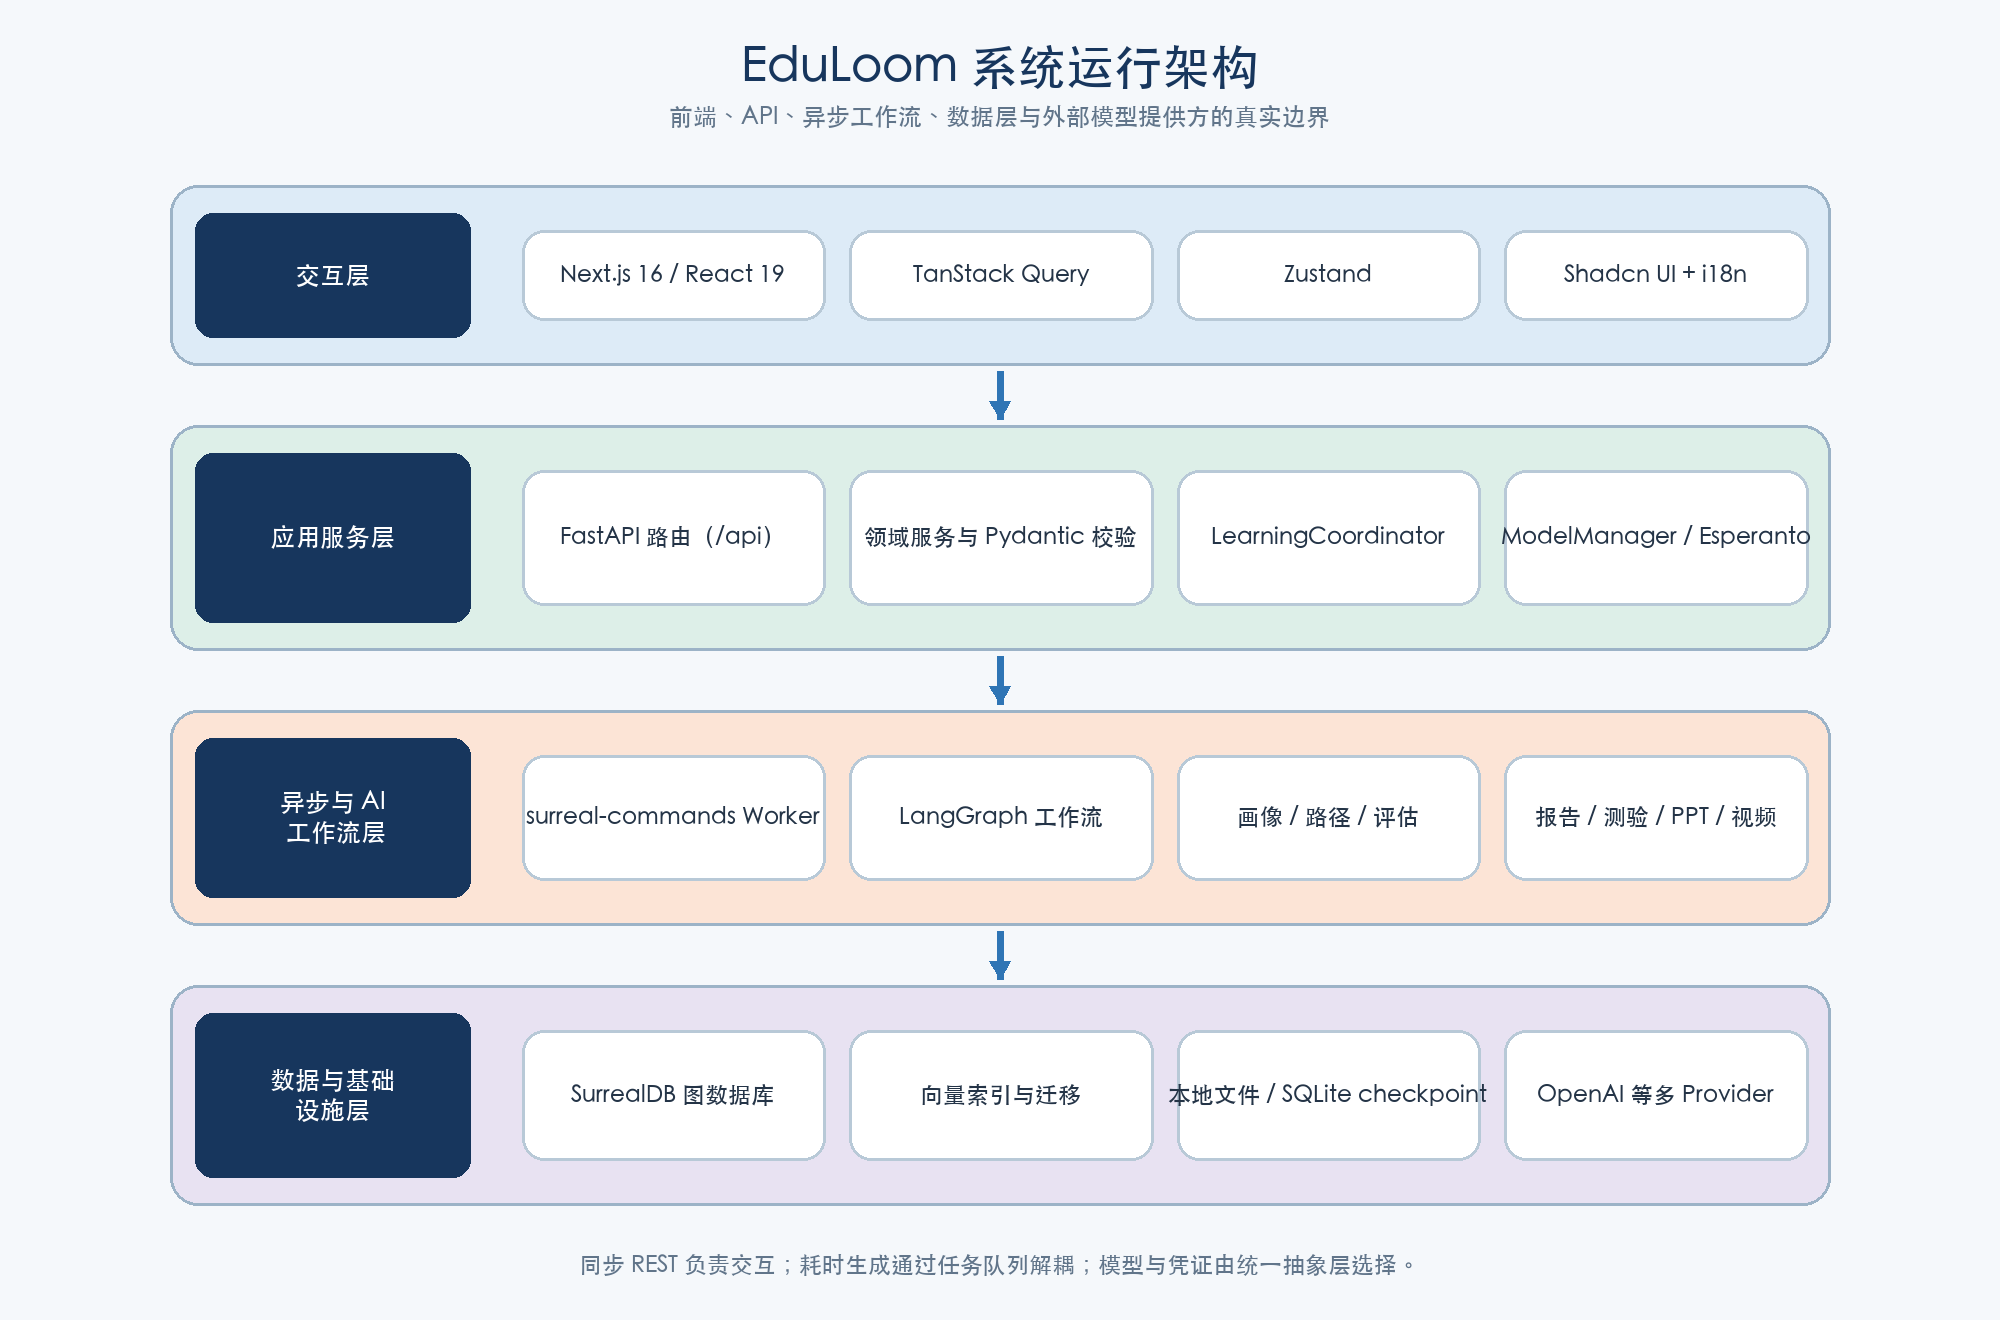 EduLoom 系统运行架构
前端、API、异步工作流、数据层与外部模型提供方的真实边界
交互层
Next.js 16 / React 19
TanStack Query
Zustand
Shadcn UI + i18n
应用服务层
FastAPI 路由（/api）
领域服务与 Pydantic 校验
LearningCoordinator
ModelManager / Esperanto
异步与 AI
工作流层
surreal-commands Worker
LangGraph 工作流
画像 / 路径 / 评估
报告 / 测验 / PPT / 视频
数据与基础
设施层
SurrealDB 图数据库
向量索引与迁移
本地文件 / SQLite checkpoint
OpenAI 等多 Provider
同步 REST 负责交互；耗时生成通过任务队列解耦；模型与凭证由统一抽象层选择。